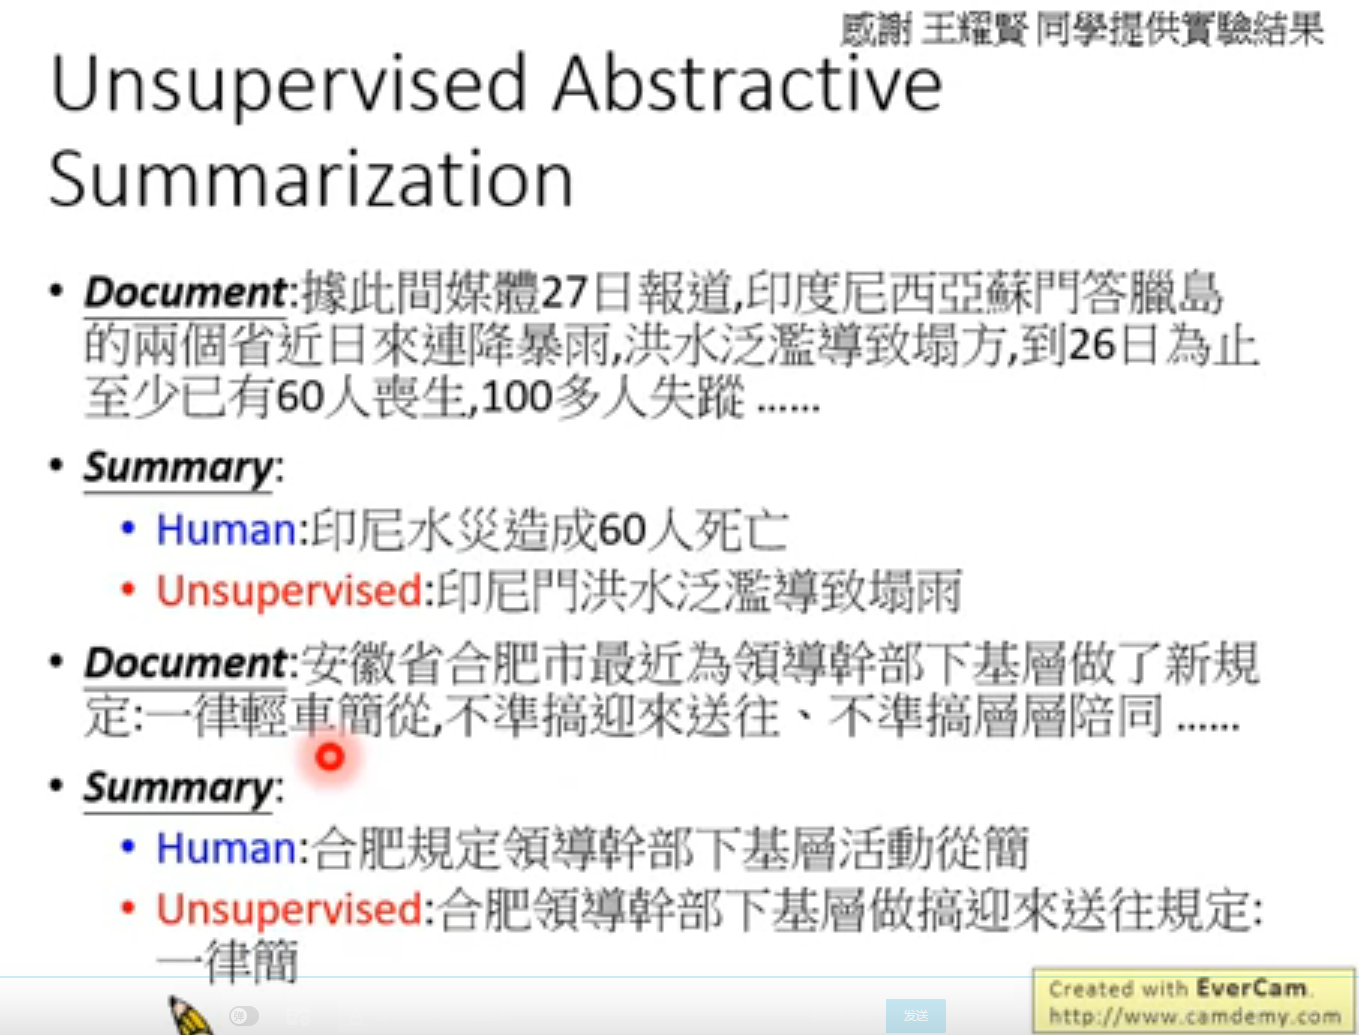 感謝 王耀賢 同學提供實驗結果
Unsupervised Abstractive
Summarization
• Document:據此間媒體27日報道,印度尼西亞蘇門答臘島
的兩個省近日來連降暴雨,洪水泛濫導致塌方,到26日為止
至少已有60人喪生,100多人失蹤 ……
• Summary:
• Human:印尼水災造成60人死亡
• Unsupervised:印尼門洪水泛濫導致塌雨
• Document:安徽省合肥市最近為領導幹部下基層做了新規
定:一律輕車簡從,不準搞迎來送往、不準搞層層陪同 ……
• Summary:
• Human:合肥規定領導幹部下基層活動從簡
• Unsupervised:合肥領導幹部下基層做搞迎來送往規定:
一律簡
弹
发送
Created with EverCam.
http://www.camdemy.com